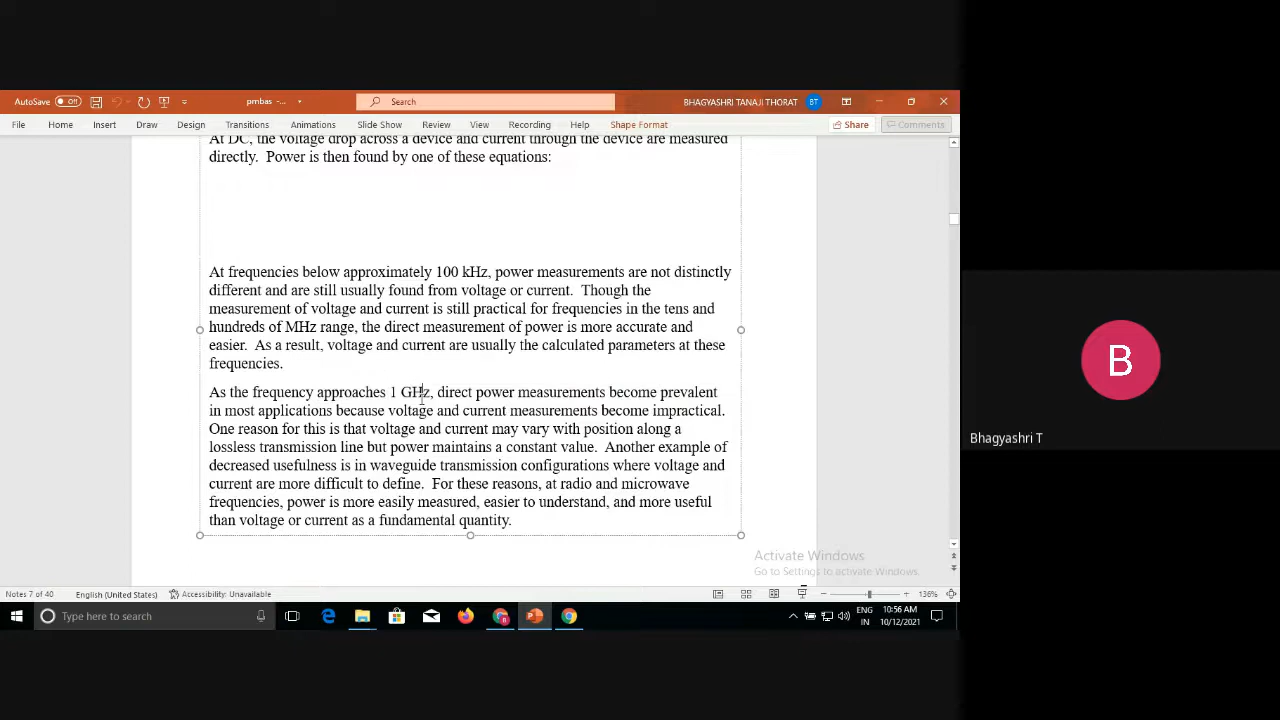 AutoSave Off pmbas -... Search BHAGYASHRI TANAJI THORAT BT
File Home Insert Draw Design Transitions Animations Slide Show Review View Recording Help Shape Format Share Comments
At DC, the voltage drop across a device and current through the device are measured
directly. Power is then found by one of these equations:
At frequencies below approximately 100 kHz, power measurements are not distinctly
different and are still usually found from voltage or current. Though the
measurement of voltage and current is still practical for frequencies in the tens and
hundreds of MHz range, the direct measurement of power is more accurate and
easier. As a result, voltage and current are usually the calculated parameters at these
frequencies.
As the frequency approaches 1 GHz, direct power measurements become prevalent
in most applications because voltage and current measurements become impractical.
One reason for this is that voltage and current may vary with position along a
lossless transmission line but power maintains a constant value. Another example of
decreased usefulness is in waveguide transmission configurations where voltage and
current are more difficult to define. For these reasons, at radio and microwave
frequencies, power is more easily measured, easier to understand, and more useful
than voltage or current as a fundamental quantity.
Activate Windows
Go to Settings to activate Windows.
Notes 7 of 40 English (United States) Accessibility: Unavailable 136%
Type here to search
ENG 10:56 AM
IN 10/12/2021
B
Bhagyashri T